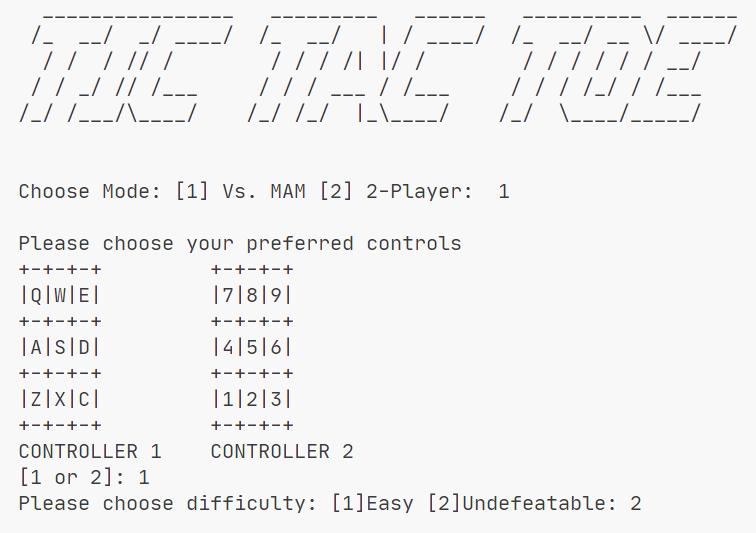 TIC TAC TOE
Choose Mode: [1] Vs. MAM [2] 2-Player:  1
Please choose your preferred controls
+-+-+-+         +-+-+-+
|Q|W|E|         |7|8|9|
+-+-+-+         +-+-+-+
|A|S|D|         |4|5|6|
+-+-+-+         +-+-+-+
|Z|X|C|         |1|2|3|
+-+-+-+         +-+-+-+
CONTROLLER 1    CONTROLLER 2
[1 or 2]: 1
Please choose difficulty: [1]Easy [2]Undefeatable: 2